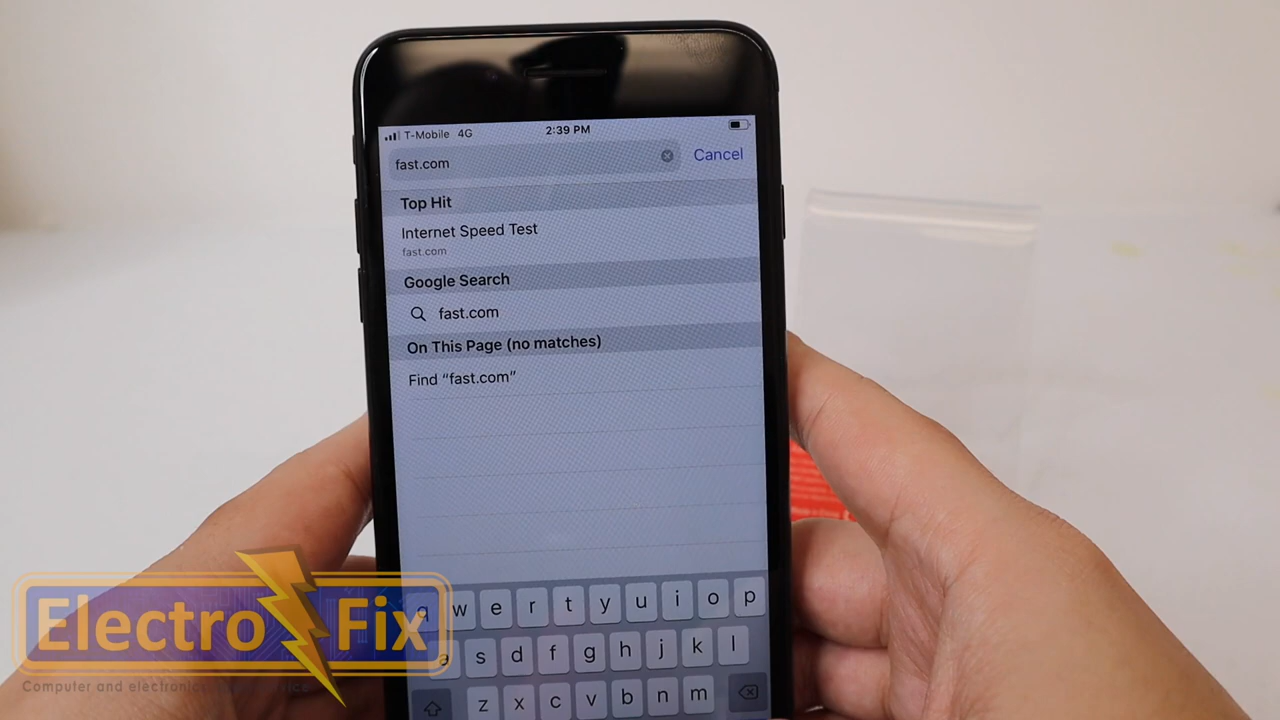 T-Mobile 4G 2:39 PM
fast.com Cancel
Top Hit
Internet Speed Test
fast.com
Google Search
fast.com
On This Page (no matches)
Find “fast.com”
q w e r t y u i o p
a s d f g h j k l
z x c v b n m
Electro Fix
Computer and electronics